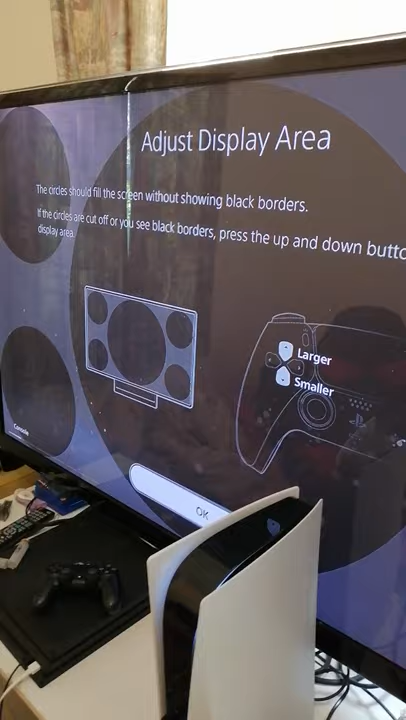 Adjust Display Area
The circles should fill the screen without showing black borders.
If the circles are cut off or you see black borders, press the up and down
display area.
Larger
Smaller
Console
OK